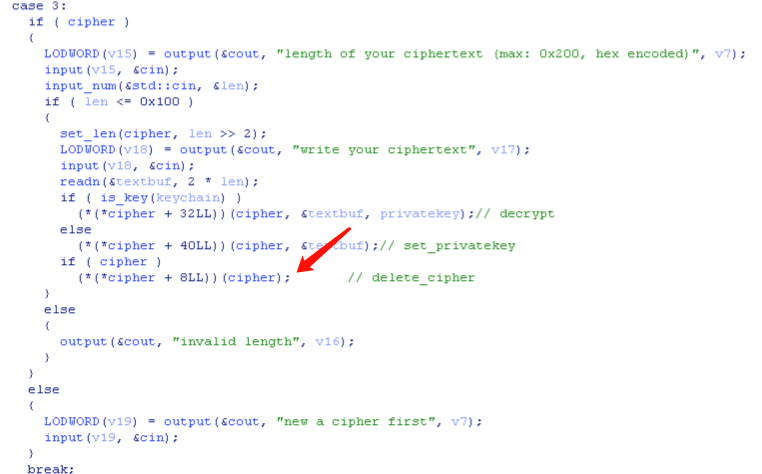 case 3:
if ( cipher )
{
LODWORD(v15) = output(&cout, "length of your ciphertext (max: 0x200, hex encoded)", v7);
input(v15, &cin);
input_num(&std::cin, &len);
if ( len <= 0x100 )
{
set_len(cipher, len >> 2);
LODWORD(v18) = output(&cout, "write your ciphertext", v17);
input(v18, &cin);
readn(&textbuf, 2 * len);
if ( is_key(keychain) )
(*(*cipher + 32LL))(cipher, &textbuf, privatekey);// decrypt
else
(*(*cipher + 40LL))(cipher, &textbuf);// set_privatekey
if ( cipher )
(*(*cipher + 8LL))(cipher); // delete_cipher
}
else
{
output(&cout, "invalid length", v16);
}
}
else
{
LODWORD(v19) = output(&cout, "new a cipher first", v7);
input(v19, &cin);
}
break;